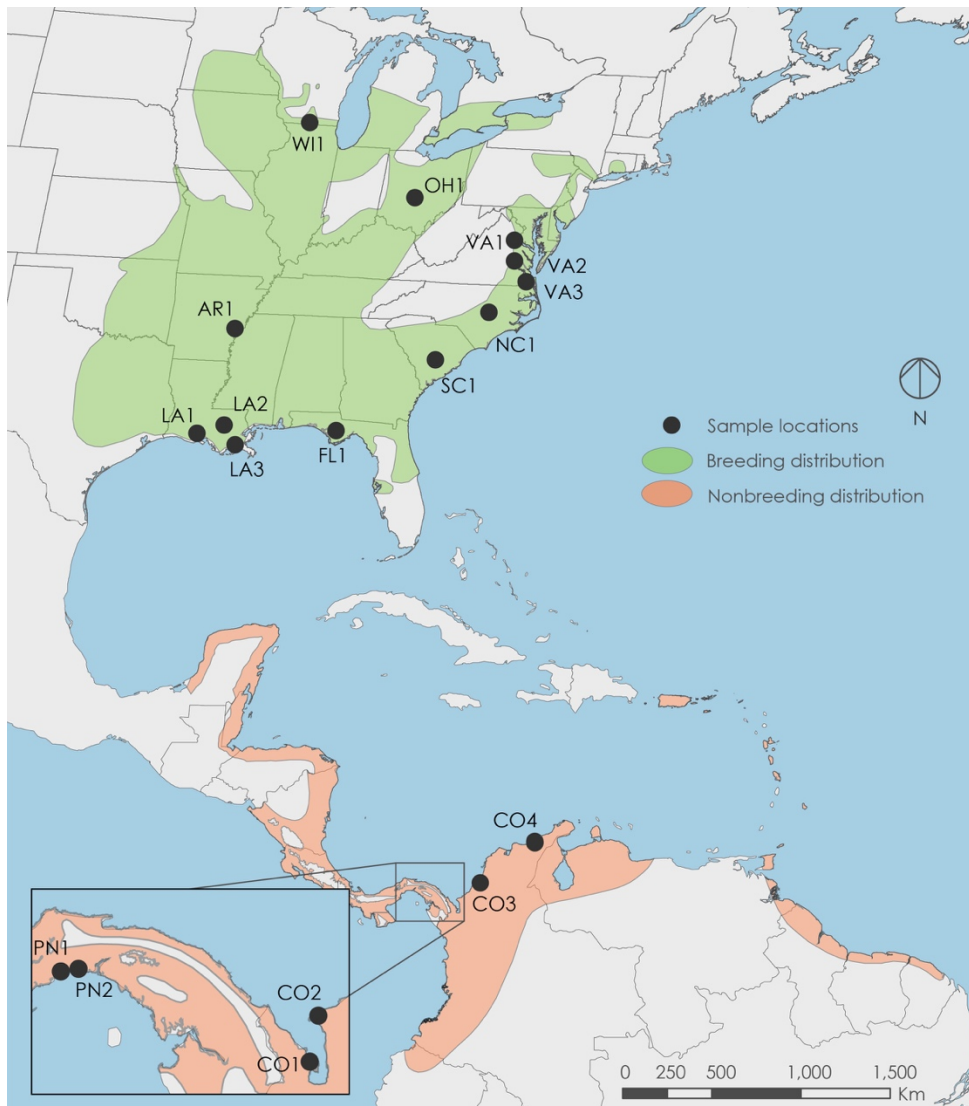 WI1
OH1
VA1
VA2
VA3
AR1
NC1
SC1
LA1
LA2
LA3
FL1
N
Sample locations
Breeding distribution
Nonbreeding distribution
CO4
CO3
PN1
PN2
CO2
CO1
0 250 500 1,000 1,500
Km